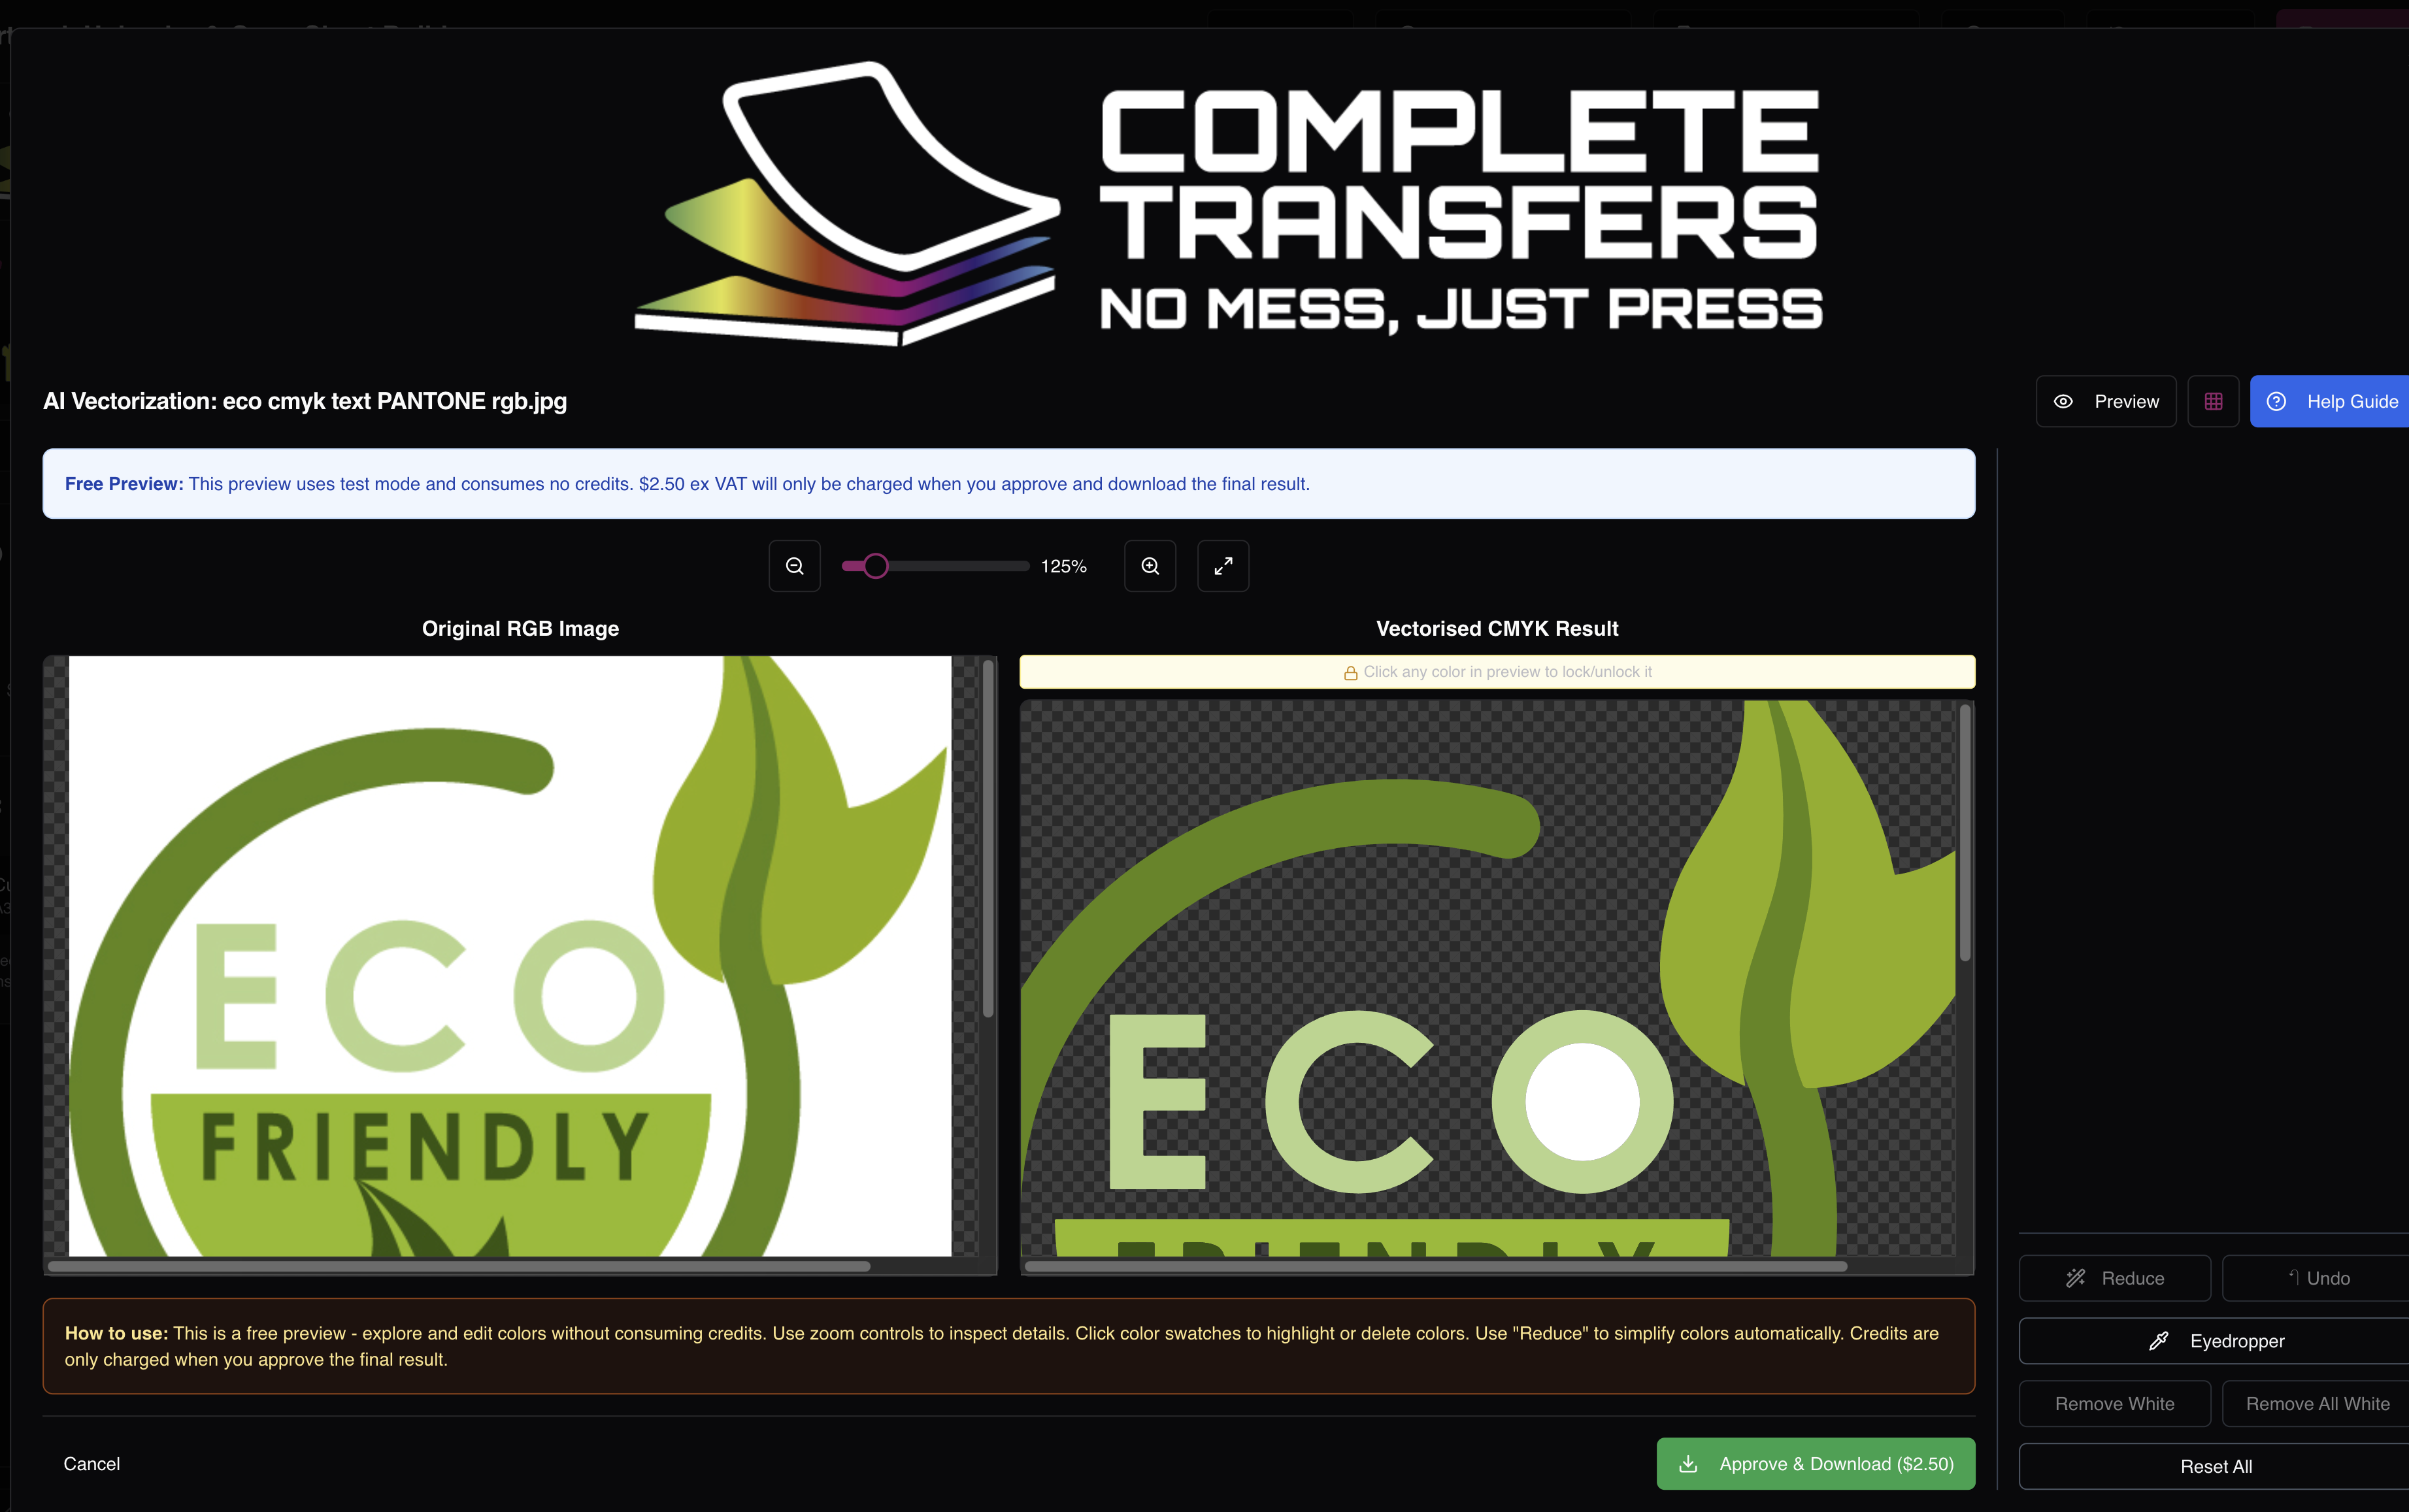 COMPLETE
TRANSFERS
NO MESS, JUST PRESS
AI Vectorization: eco cmyk text PANTONE rgb.jpg
Preview
Help Guide
Free Preview: This preview uses test mode and consumes no credits. $2.50 ex VAT will only be charged when you approve and download the final result.
125%
Original RGB Image
Vectorised CMYK Result
Click any color in preview to lock/unlock it
ECO
FRIENDLY
ECO
FRIENDLY
Reduce
Undo
Eyedropper
Remove White
Remove All White
Reset All
How to use: This is a free preview - explore and edit colors without consuming credits. Use zoom controls to inspect details. Click color swatches to highlight or delete colors. Use "Reduce" to simplify colors automatically. Credits are
only charged when you approve the final result.
Cancel
Approve & Download ($2.50)